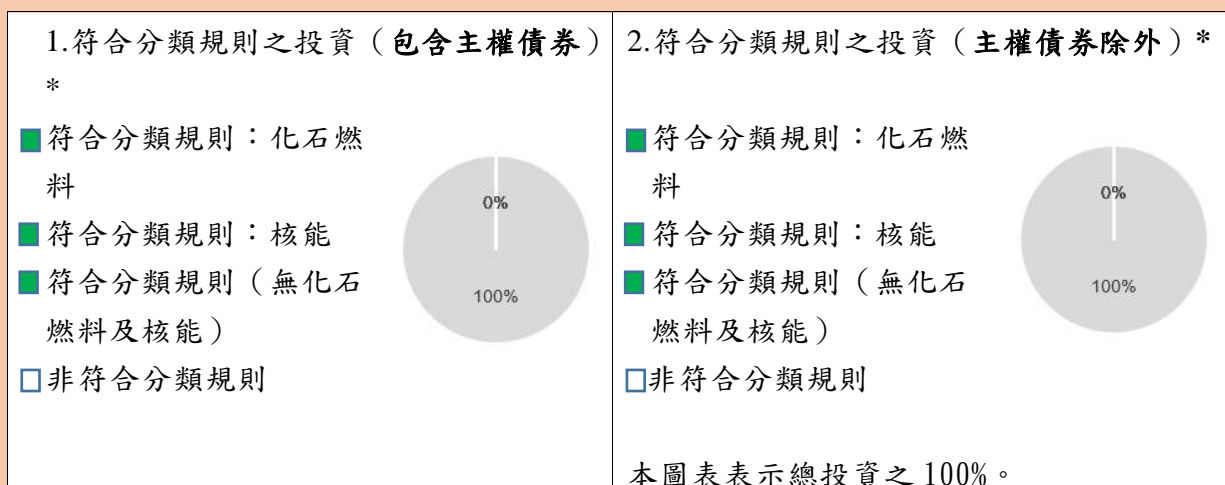 1.符合分類規則之投資（包含主權債券）
*
符合分類規則：化石燃
料
符合分類規則：核能
符合分類規則（無化石
燃料及核能）
非符合分類規則
0%
100%
2.符合分類規則之投資（主權債券除外）*
符合分類規則：化石燃
料
符合分類規則：核能
符合分類規則（無化石
燃料及核能）
非符合分類規則
0%
100%
本圖表表示總投資之 100%。